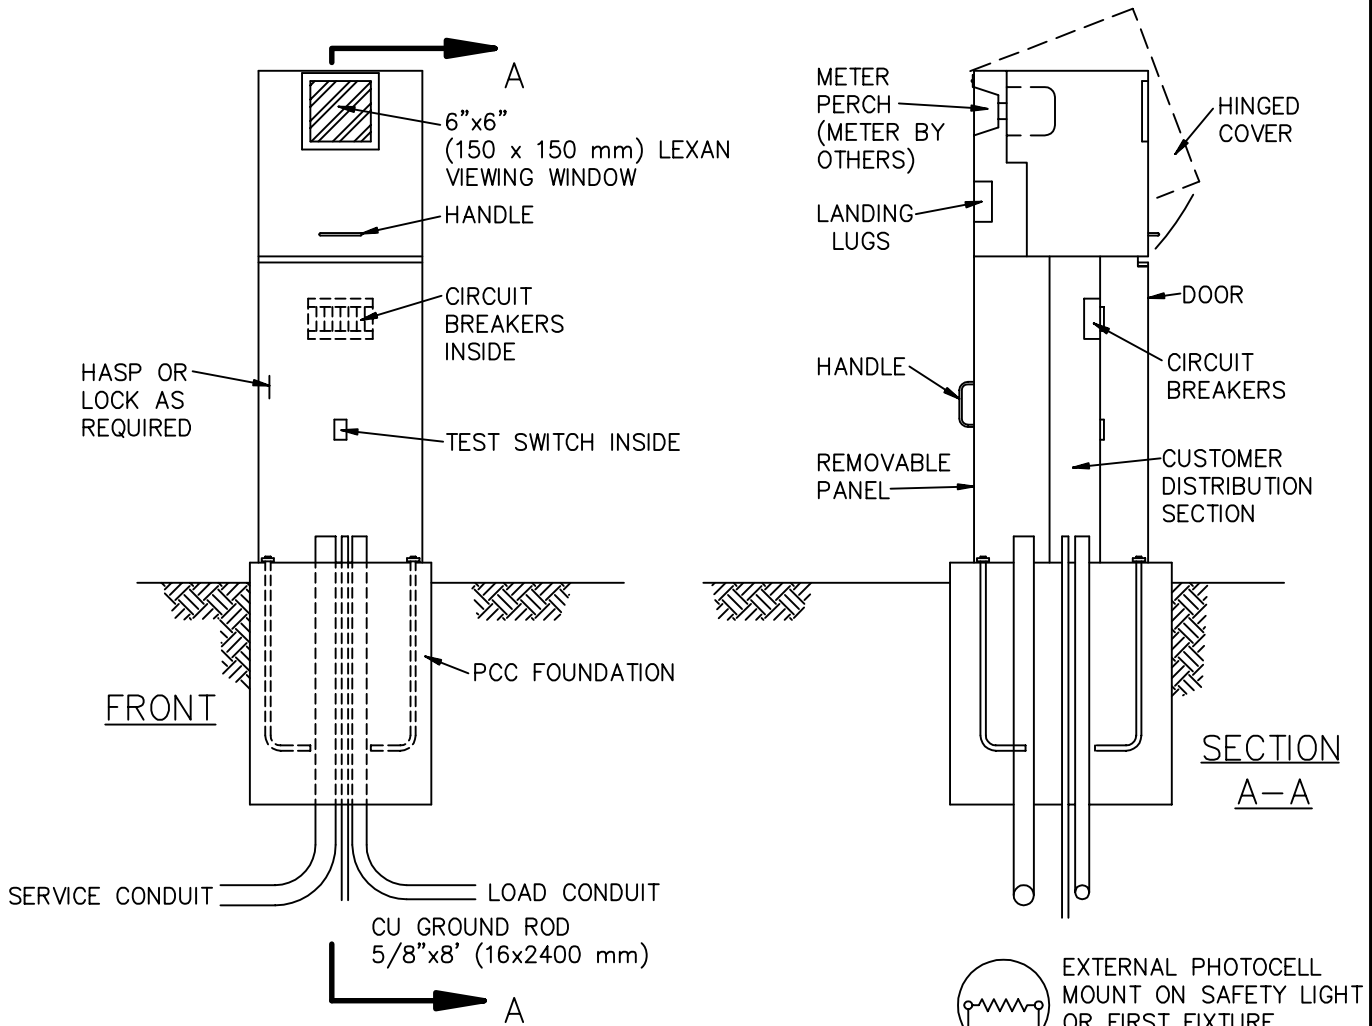 A
6"x6"
(150 x 150 mm) LEXAN
VIEWING WINDOW
HANDLE
CIRCUIT
BREAKERS
INSIDE
HASP OR
LOCK AS
REQUIRED
TEST SWITCH INSIDE
PCC FOUNDATION
FRONT
SERVICE CONDUIT
LOAD CONDUIT
CU GROUND ROD
5/8"x8' (16x2400 mm)
A
METER
PERCH
(METER BY
OTHERS)
HINGED
COVER
LANDING
LUGS
DOOR
HANDLE
CIRCUIT
BREAKERS
REMOVABLE
PANEL
CUSTOMER
DISTRIBUTION
SECTION
SECTION
A-A
EXTERNAL PHOTOCELL
MOUNT ON SAFETY LIGHT
OR FIRST FIXTURE